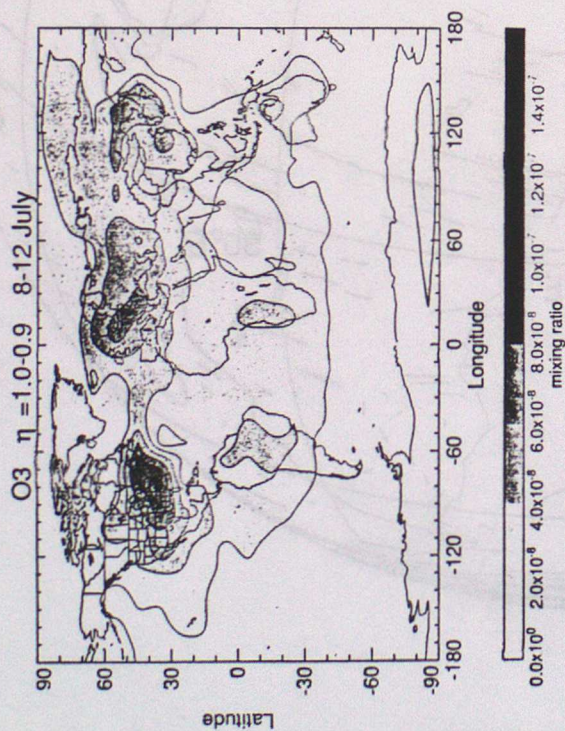 O3 η =1.0-0.9 8-12 July
90
60
30
0
-30
-60
-90
Latitude
-180 -120 -60 0 60 120 180
Longitude
0.0x10⁰ 2.0x10⁻⁸ 4.0x10⁻⁸ 6.0x10⁻⁸ 8.0x10⁻⁸ 1.0x10⁻⁷ 1.2x10⁻⁷ 1.4x10⁻⁷
mixing ratio